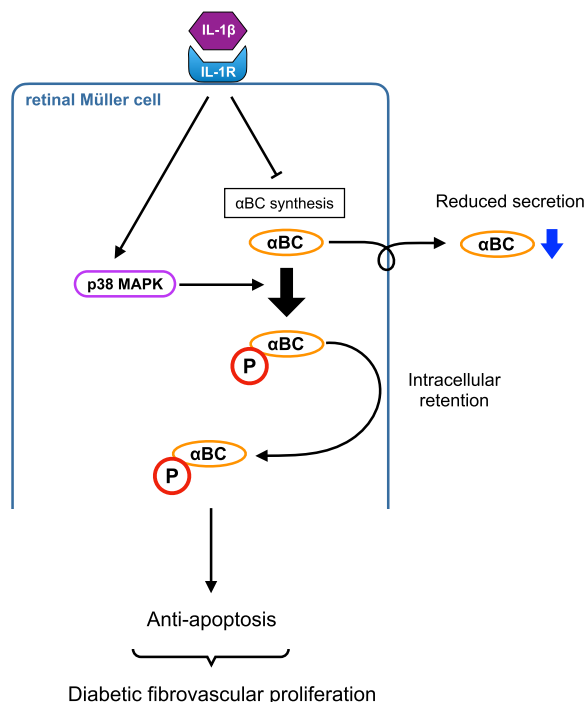 IL-1β
IL-1R
retinal Müller cell
αBC synthesis
Reduced secretion
αBC
αBC
p38 MAPK
αBC
P
Intracellular
retention
αBC
P
Anti-apoptosis
Diabetic fibrovascular proliferation